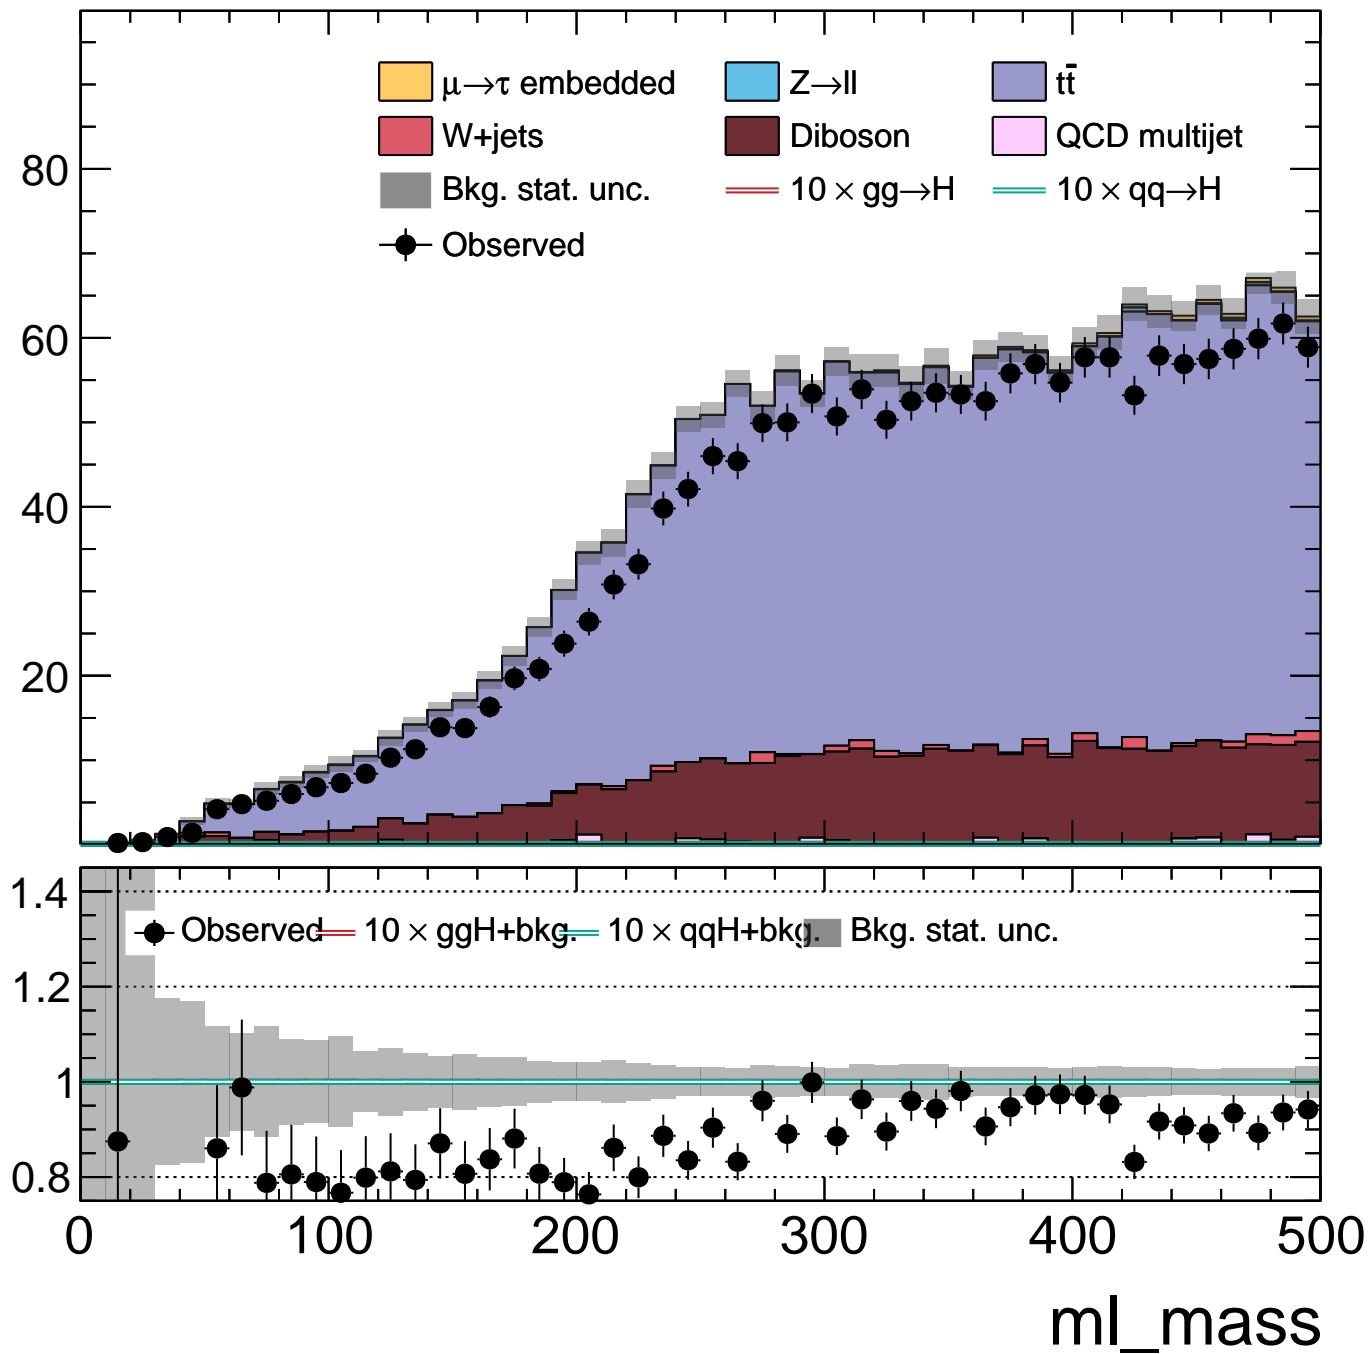 μ→τ embedded Z→ll tt̄
W+jets Diboson QCD multijet
Bkg. stat. unc. 10 × gg→H 10 × qq→H
Observed
80
60
40
20
1.4
Observed 10 × ggH+bkg. 10 × qqH+bkg. Bkg. stat. unc.
1.2
1
0.8
0 100 200 300 400 500
ml_mass